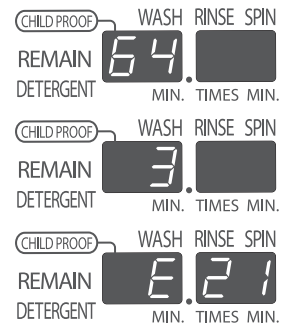 CHILD PROOF WASH RINSE SPIN
REMAIN 64.
DETERGENT MIN. TIMES MIN.
CHILD PROOF WASH RINSE SPIN
REMAIN 3.
DETERGENT MIN. TIMES MIN.
CHILD PROOF WASH RINSE SPIN
REMAIN E.21
DETERGENT MIN. TIMES MIN.